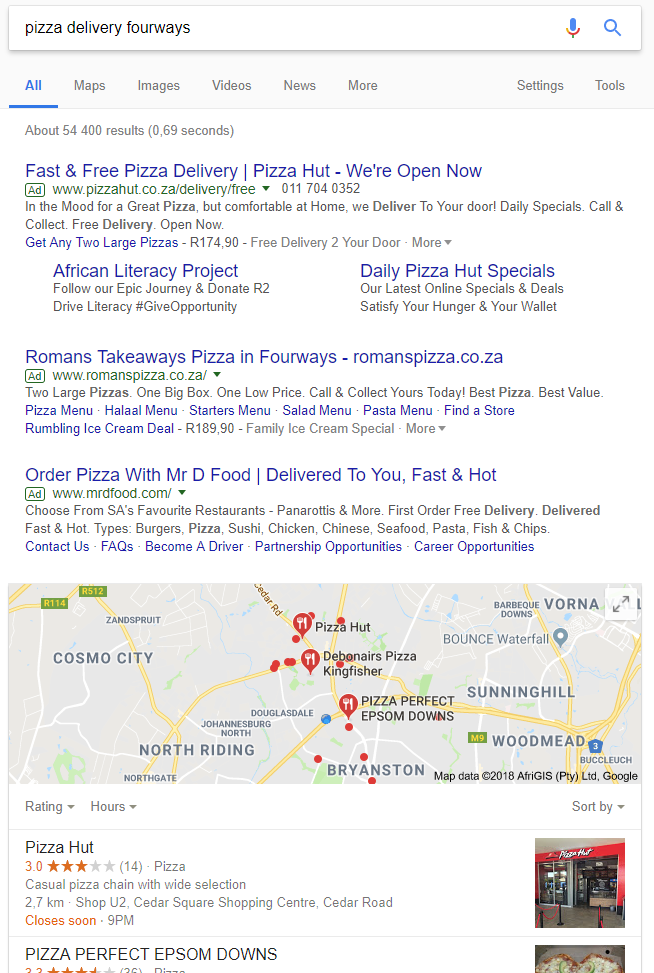 pizza delivery fourways
All Maps Images Videos News More Settings Tools
About 54 400 results (0,69 seconds)
Fast & Free Pizza Delivery | Pizza Hut - We're Open Now
Ad www.pizzahut.co.za/delivery/free 011 704 0352
In the Mood for a Great Pizza, but comfortable at Home, we Deliver To Your door! Daily Specials. Call &
Collect. Free Delivery. Open Now.
Get Any Two Large Pizzas - R174,90 - Free Delivery 2 Your Door · More
African Literacy Project
Follow our Epic Journey & Donate R2
Drive Literacy #GiveOpportunity
Daily Pizza Hut Specials
Our Latest Online Specials & Deals
Satisfy Your Hunger & Your Wallet
Romans Takeaways Pizza in Fourways - romanspizza.co.za
Ad www.romanspizza.co.za/
Two Large Pizzas. One Big Box. One Low Price. Call & Collect Yours Today! Best Pizza. Best Value.
Pizza Menu · Halaal Menu · Starters Menu · Salad Menu · Pasta Menu · Find a Store
Rumbling Ice Cream Deal - R189,90 - Family Ice Cream Special · More
Order Pizza With Mr D Food | Delivered To You, Fast & Hot
Ad www.mrdfood.com/
Choose From SA's Favourite Restaurants - Panarottis & More. First Order Free Delivery. Delivered
Fast & Hot. Types: Burgers, Pizza, Sushi, Chicken, Chinese, Seafood, Pasta, Fish & Chips.
Contact Us · FAQs · Become A Driver · Partnership Opportunities · Career Opportunities
R512
R114
Cedar Rd
ZANDSPRUIT
BARBEQUE
DOWNS
VORNA
Pizza Hut
BOUNCE Waterfall
COSMO CITY
Debonairs Pizza
Kingfisher
SUNNINGHILL
PIZZA PERFECT
EPSOM DOWNS
DOUGLASDALE
JOHANNESBURG
NORTH
M9
WOODMEAD
3
NORTH RIDING
BUCCLEUCH
NORTHGATE
BRYANSTON
Map data ©2018 AfriGIS (Pty) Ltd, Google
Rating Hours Sort by
Pizza Hut
3.0 (14) · Pizza
Casual pizza chain with wide selection
2,7 km · Shop U2, Cedar Square Shopping Centre, Cedar Road
Closes soon · 9PM
Pizza Hut
PIZZA PERFECT EPSOM DOWNS
3.3 (36) · Pizza